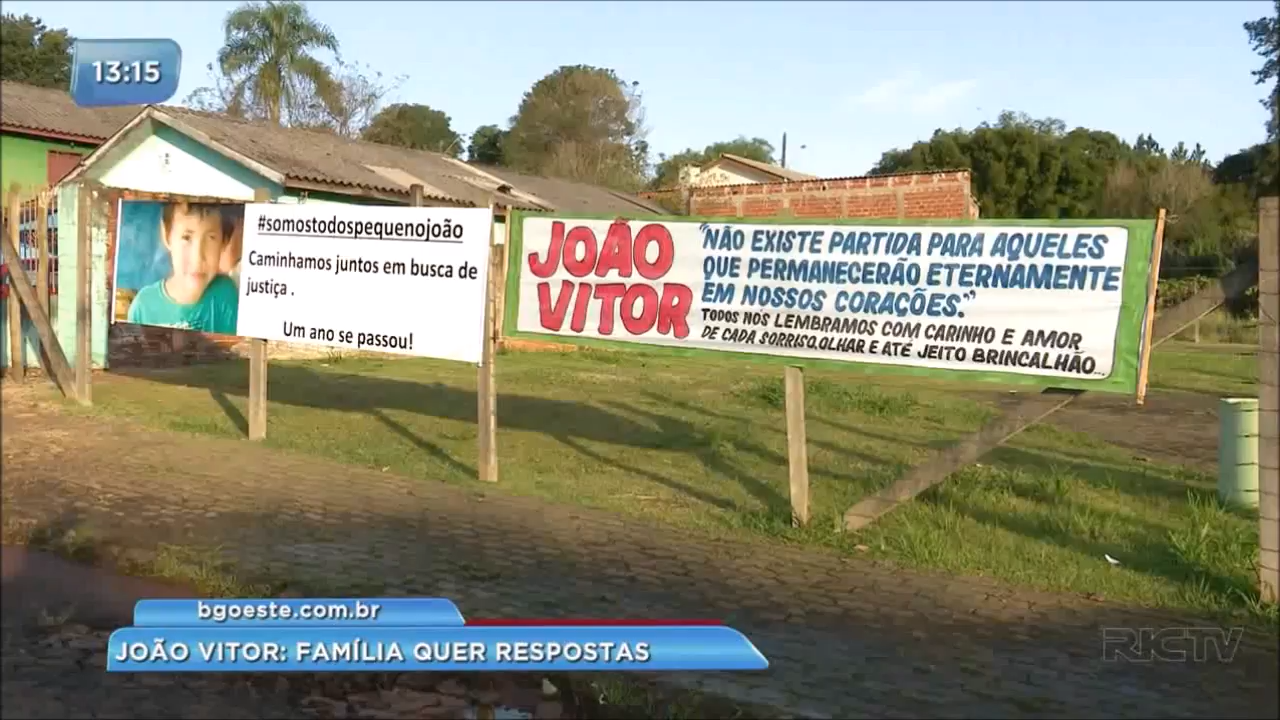 13:15
#somostodospequenojoão
Caminhamos juntos em busca de
justiça .
Um ano se passou!
JOÃO
VITOR
"NÃO EXISTE PARTIDA PARA AQUELES
QUE PERMANECERÃO ETERNAMENTE
EM NOSSOS CORAÇÕES."
TODOS NÓS LEMBRAMOS COM CARINHO E AMOR
DE CADA SORRISO,OLHAR E ATÉ JEITO BRINCALHÃO...
bgoeste.com.br
JOÃO VITOR: FAMÍLIA QUER RESPOSTAS
RICTV